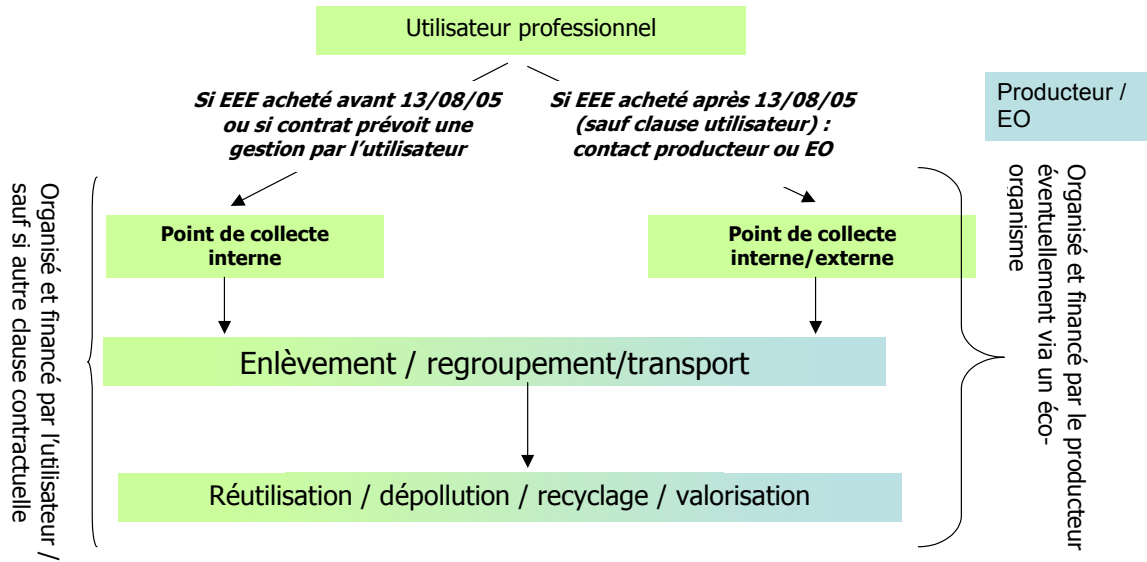 Utilisateur professionnel
Si EEE acheté avant 13/08/05
ou si contrat prévoit une
gestion par l'utilisateur
Si EEE acheté après 13/08/05
(sauf clause utilisateur) :
contact producteur ou EO
Producteur /
EO
Organisé et financé par l'utilisateur /
sauf si autre clause contractuelle
Point de collecte
interne
Point de collecte
interne/externe
Organisé et financé par le producteur
éventuellement via un éco-
organisme
Enlèvement / regroupement/transport
Réutilisation / dépollution / recyclage / valorisation